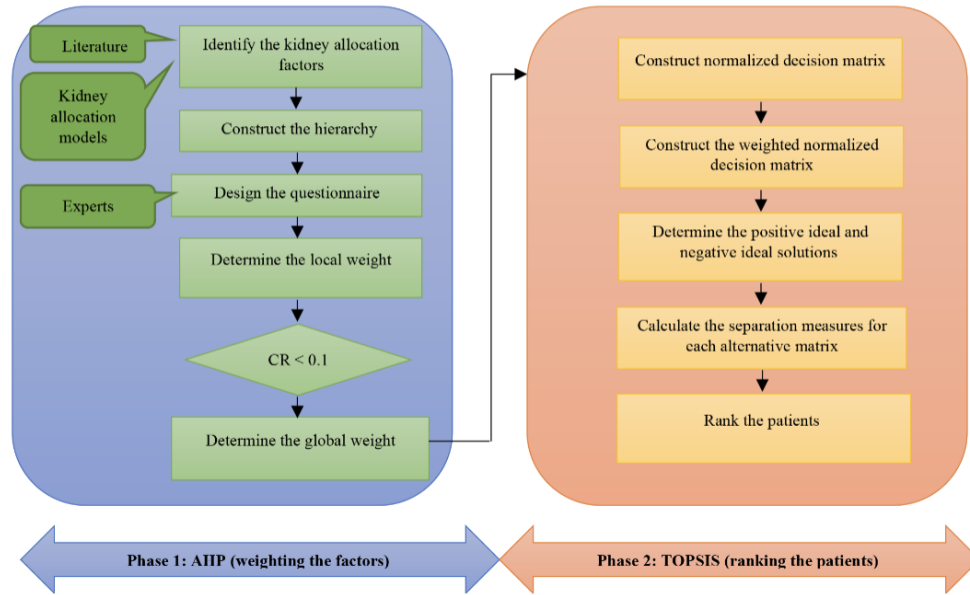 Literature
Kidney
allocation
models
Experts
Identify the kidney allocation
factors
Construct the hierarchy
Design the questionnaire
Determine the local weight
CR < 0.1
Determine the global weight
Construct normalized decision matrix
Construct the weighted normalized
decision matrix
Determine the positive ideal and
negative ideal solutions
Calculate the separation measures for
each alternative matrix
Rank the patients
Phase 1: AIIP (weighting the factors)
Phase 2: TOPSIS (ranking the patients)